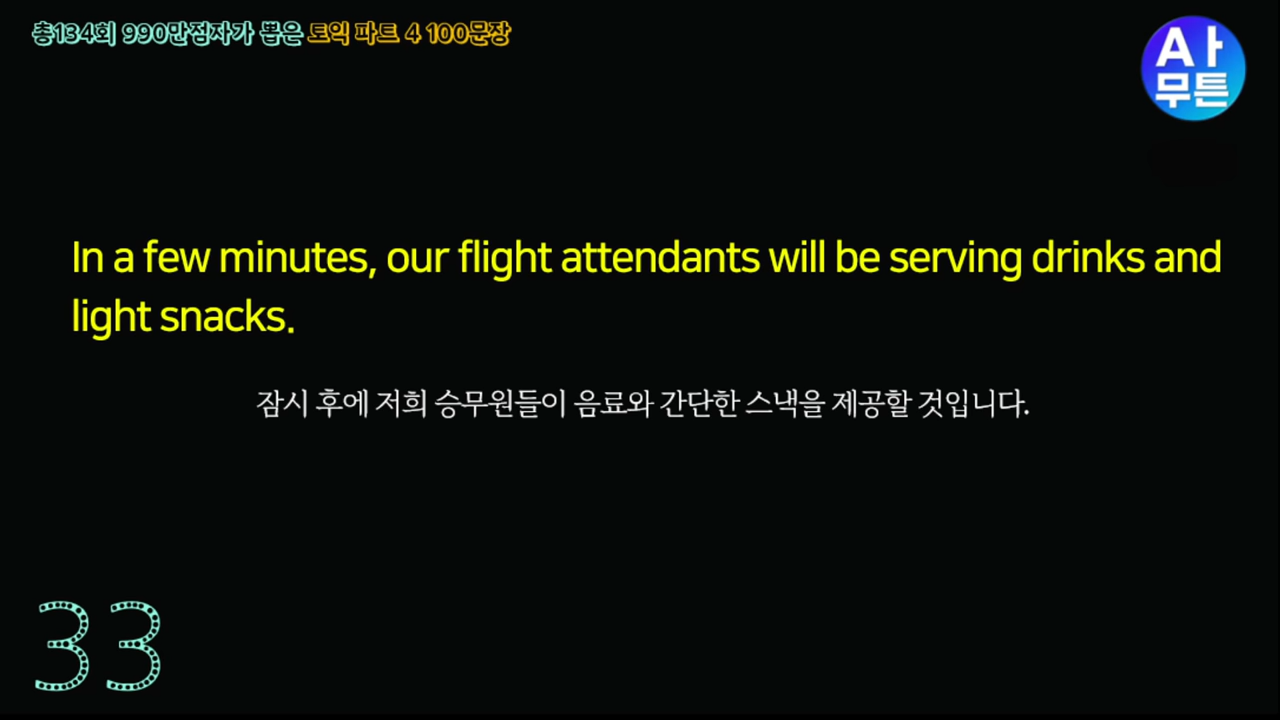 총134회 990만점자가 뽑은 토익 파트 4 100문장
A아
무튼
In a few minutes, our flight attendants will be serving drinks and
light snacks.
잠시 후에 저희 승무원들이 음료와 간단한 스낵을 제공할 것입니다.
33